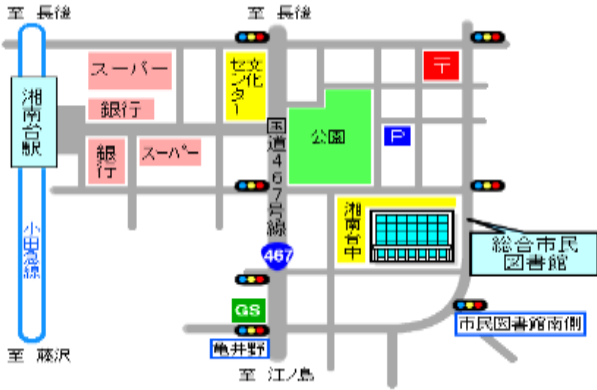 至 長後
至 長後
スーパー
文化
センター
〒
湘南台駅
銀行
国道467号線
公園
P
銀行
スーパー
湘南台中
小田急線
総合市民
図書館
467
GS
市民図書館南側
亀井野
至 藤沢
至 江ノ島